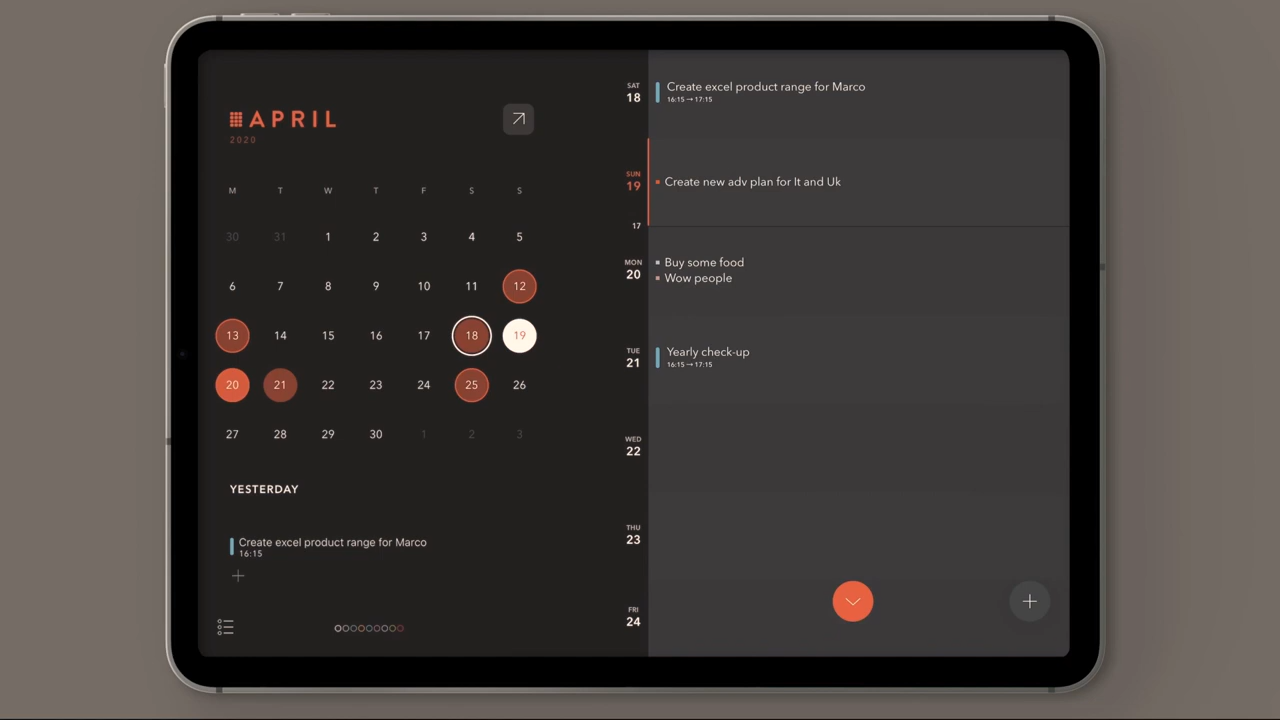 APRIL
2020
M T W T F S S
30 31 1 2 3 4 5
6 7 8 9 10 11 12
13 14 15 16 17 18 19
20 21 22 23 24 25 26
27 28 29 30 1 2 3
YESTERDAY
Create excel product range for Marco
16:15
SAT
18
Create excel product range for Marco
16:15 → 17:15
SUN
19
Create new adv plan for It and Uk
17
MON
20
Buy some food
Wow people
TUE
21
Yearly check-up
16:15 → 17:15
WED
22
THU
23
FRI
24